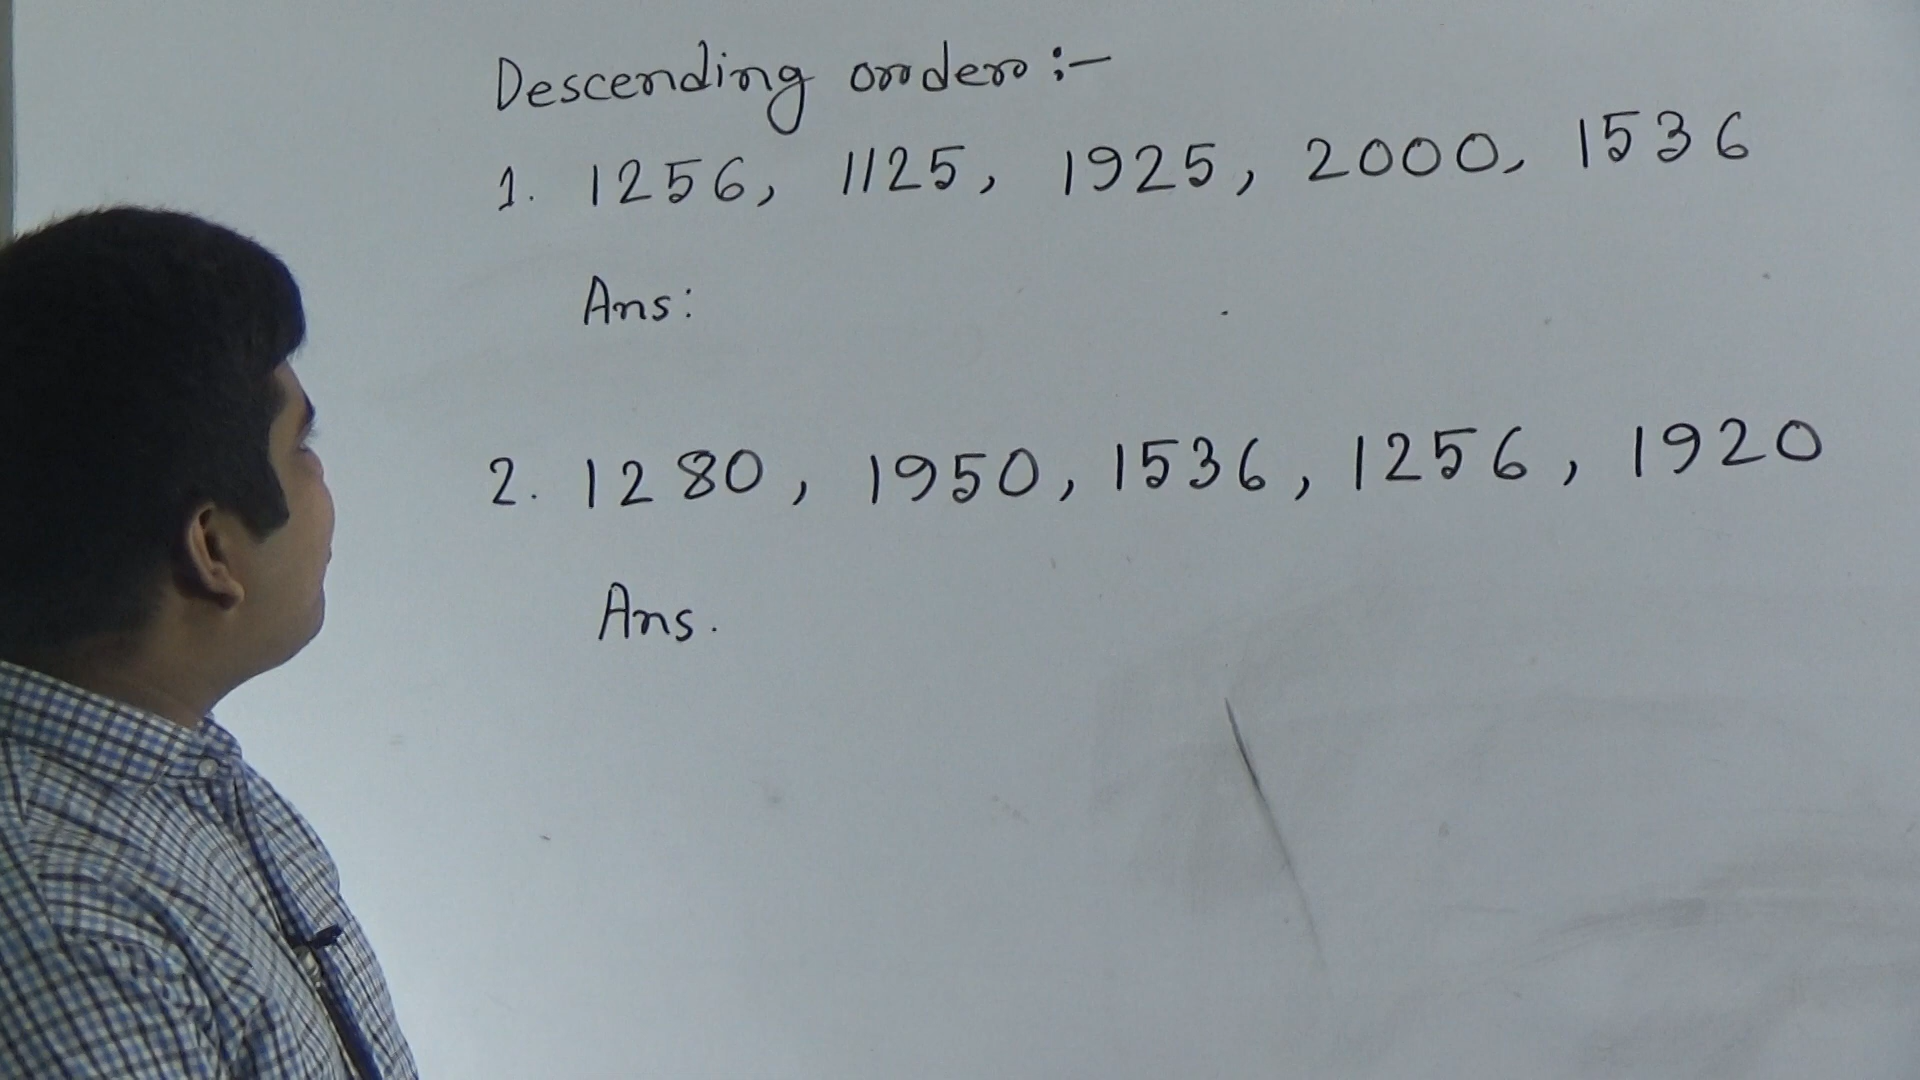 Descending order :-
1. 1256, 1125, 1925, 2000, 1536
Ans:
2. 1280, 1950, 1536, 1256, 1920
Ans.